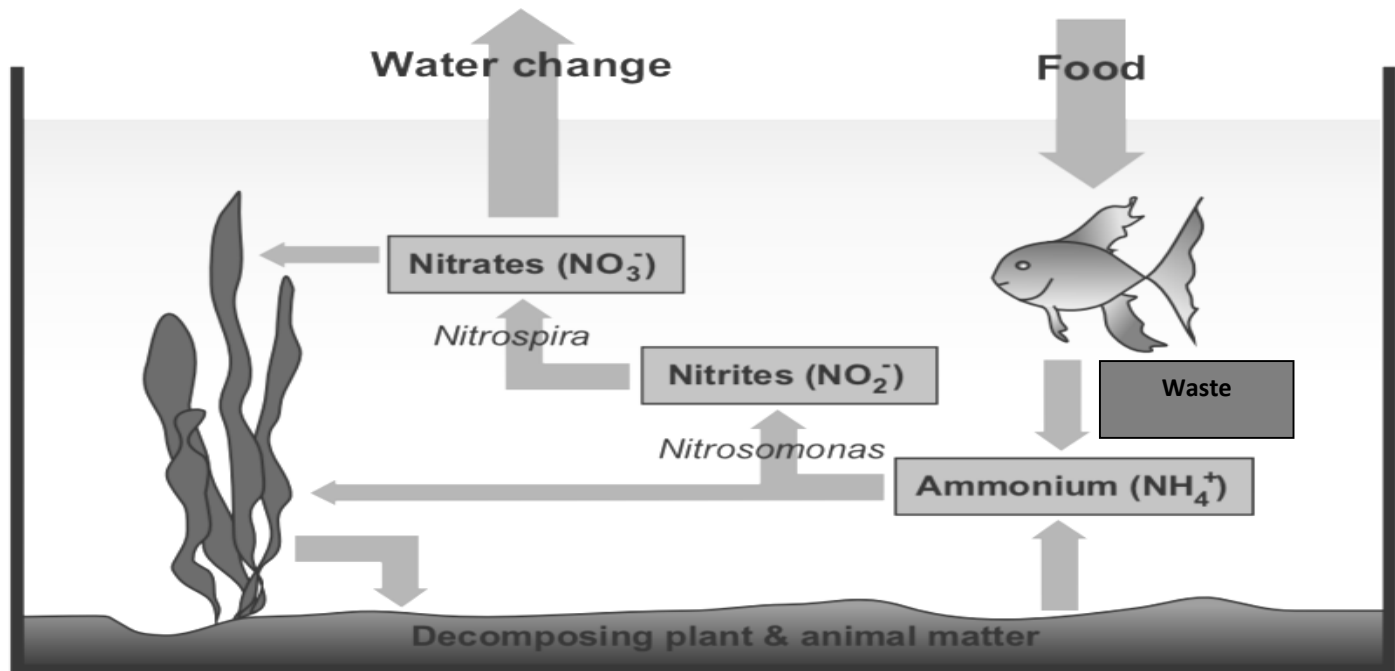 Water change
Food
Nitrates (NO₃⁻)
Nitrospira
Nitrites (NO₂⁻)
Waste
Nitrosomonas
Ammonium (NH₄⁺)
Decomposing plant & animal matter